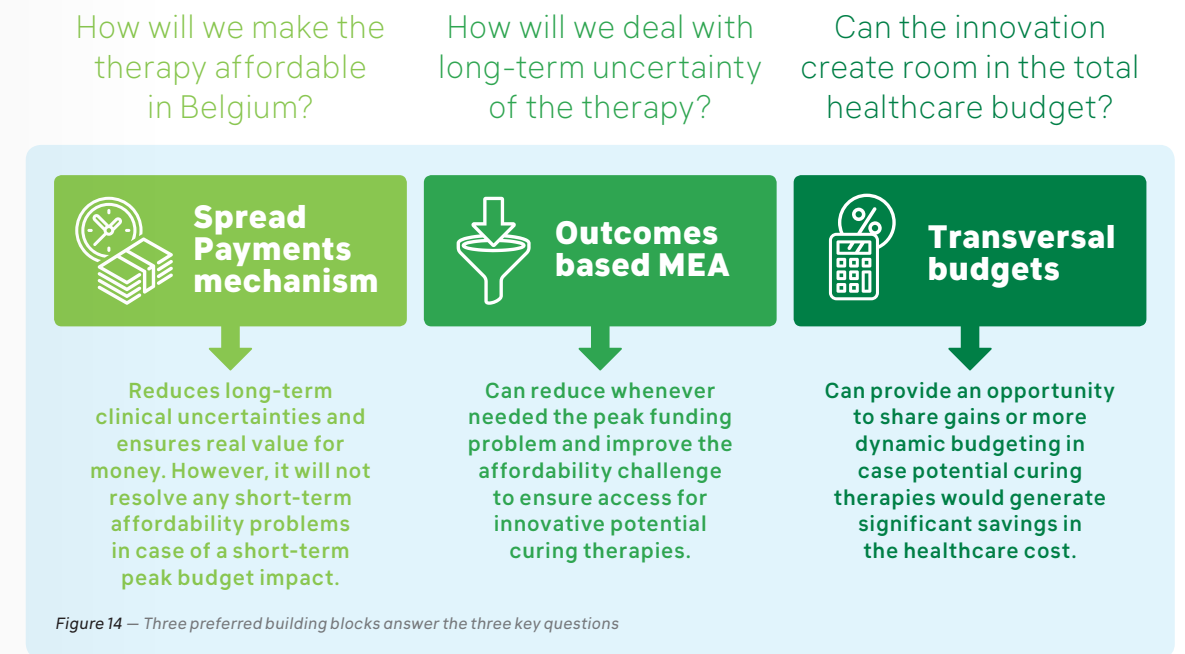 How will we make the
therapy affordable
in Belgium?
How will we deal with
long-term uncertainty
of the therapy?
Can the innovation
create room in the total
healthcare budget?
Spread
Payments
mechanism
Outcomes
based MEA
Transversal
budgets
Reduces long-term
clinical uncertainties and
ensures real value for
money. However, it will not
resolve any short-term
affordability problems
in case of a short-term
peak budget impact.
Can reduce whenever
needed the peak funding
problem and improve the
affordability challenge
to ensure access for
innovative potential
curing therapies.
Can provide an opportunity
to share gains or more
dynamic budgeting in
case potential curing
therapies would generate
significant savings in
the healthcare cost.
Figure 14 — Three preferred building blocks answer the three key questions